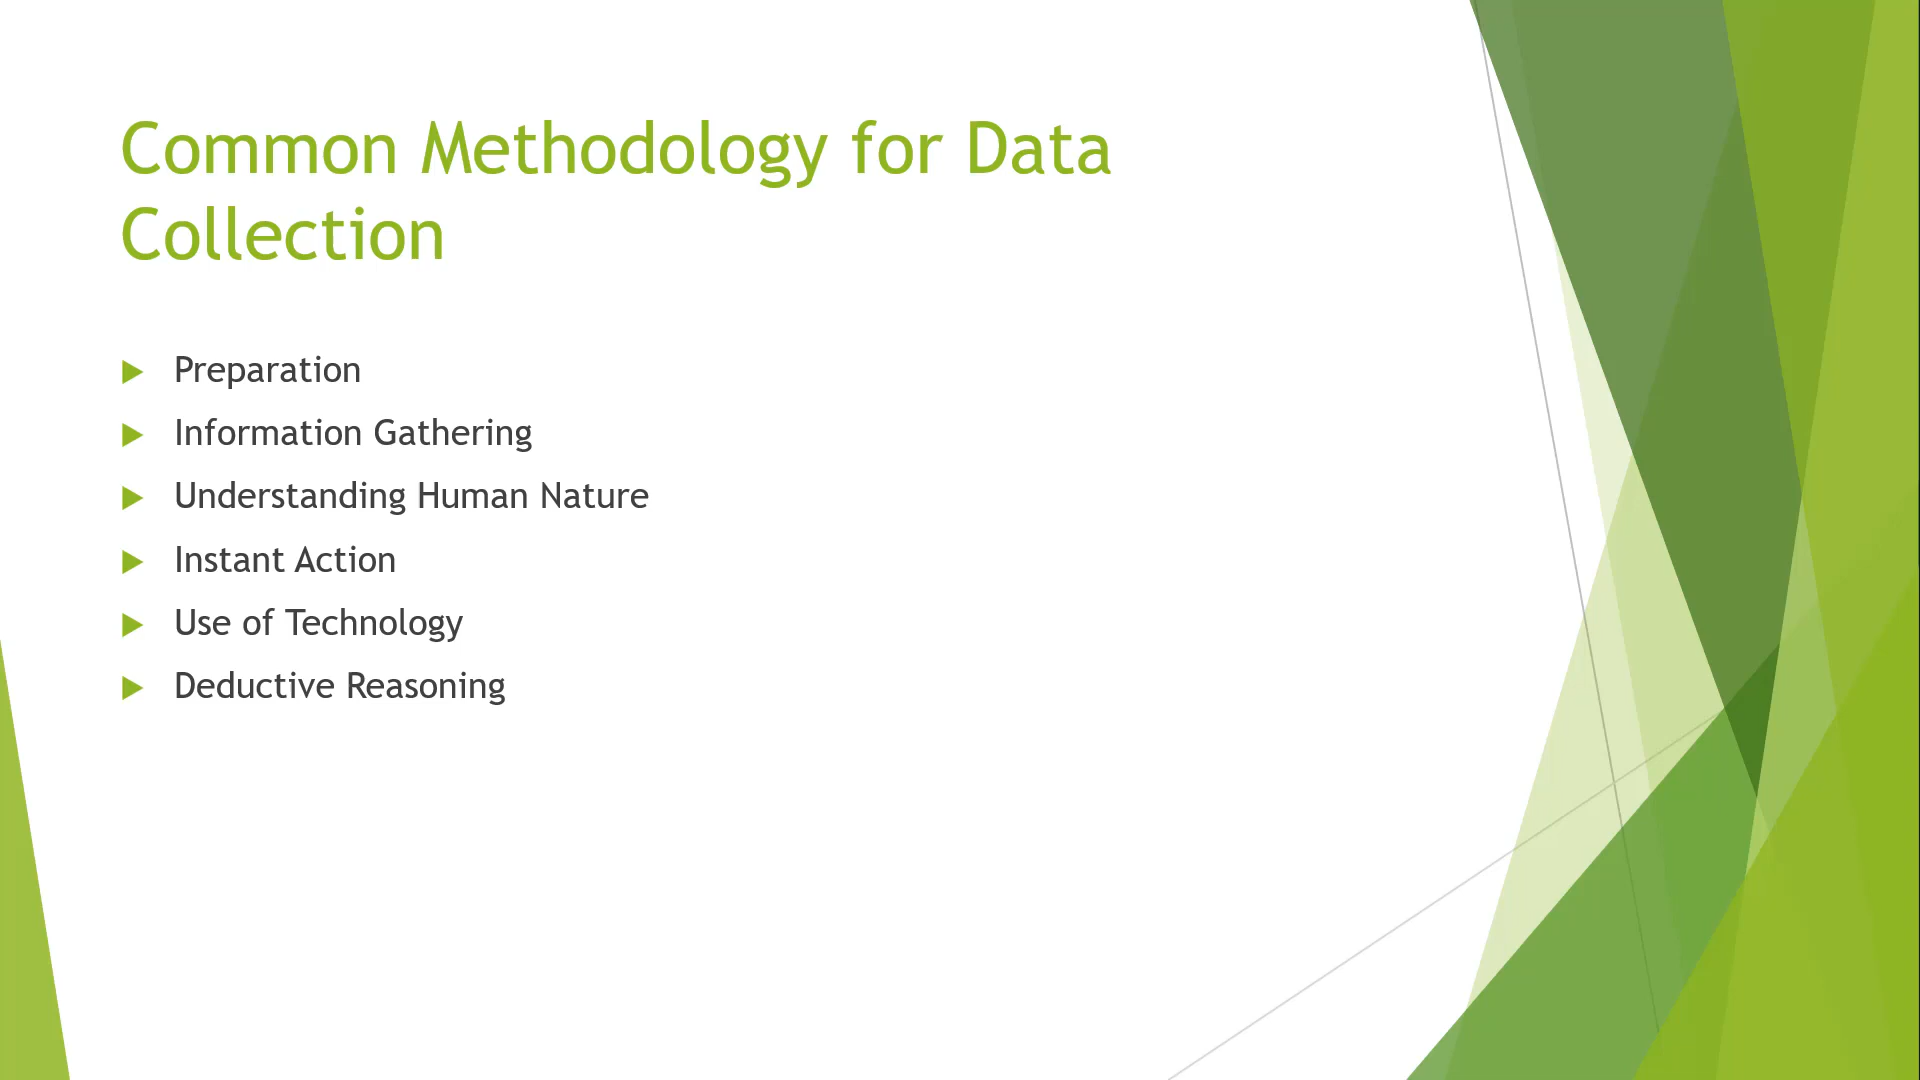 Common Methodology for Data
Collection
Preparation
Information Gathering
Understanding Human Nature
Instant Action
Use of Technology
Deductive Reasoning